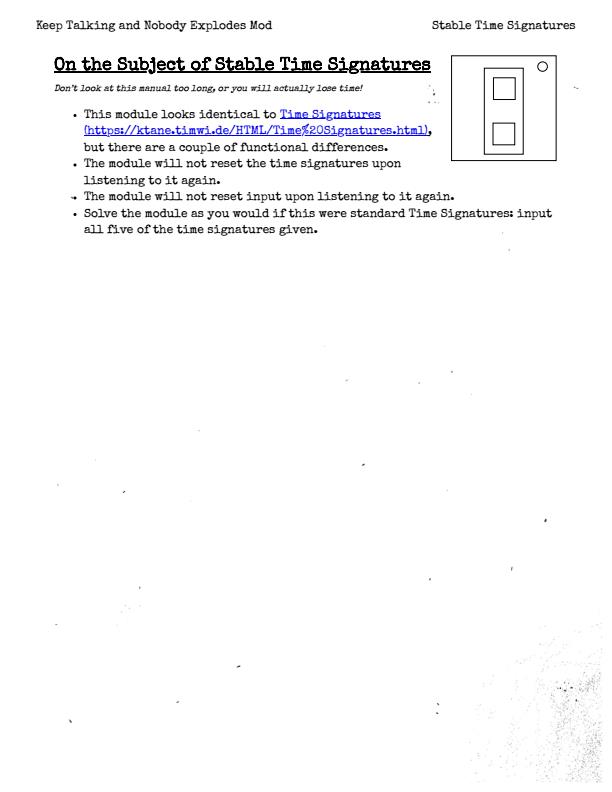 Keep Talking and Nobody Explodes Mod
Stable Time Signatures
On the Subject of Stable Time Signatures
Don't look at this manual too long, or you will actually lose time!
• This module looks identical to Time Signatures
(https://ktane.timwi.de/HTML/Time%20Signatures.html),
but there are a couple of functional differences.
• The module will not reset the time signatures upon
listening to it again.
• The module will not reset input upon listening to it again.
• Solve the module as you would if this were standard Time Signatures: input
all five of the time signatures given.